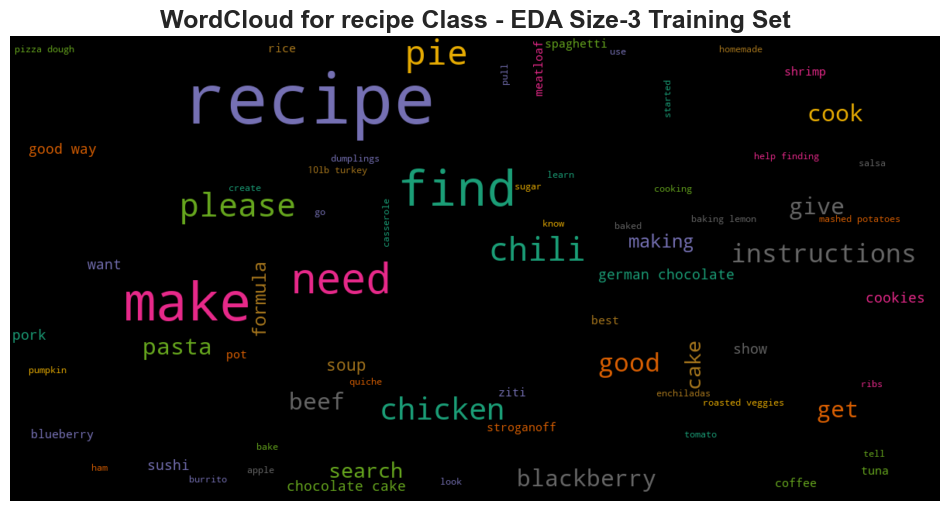 WordCloud for recipe Class - EDA Size-3 Training Set
pizza dough
rice
pie
spaghetti
use
homemade
meatloaf
pull
started
shrimp
recipe
cook
good way
dumplings
10lb turkey
help finding
salsa
create
find
sugar
learn
cooking
please
go
casserole
know
baked
baking lemon
give
mashed potatoes
chili
making
instructions
want
formula
need
german chocolate
make
cookies
best
pork
pasta
pot
soup
good
cake
show
pumpkin
quiche
beef
chicken
ziti
enchiladas
roasted veggies
ribs
get
stroganoff
blueberry
tomato
bake
ham
sushi
burrito
apple
search
chocolate cake
look
blackberry
tell
tuna
coffee